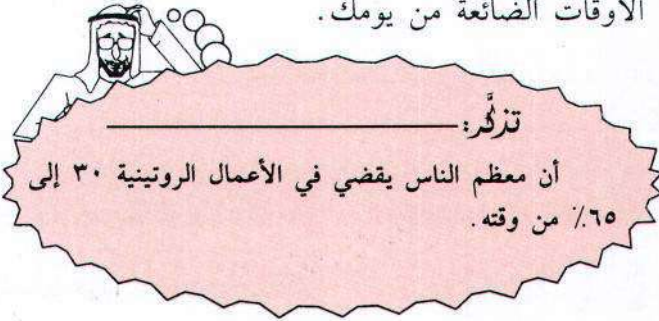 الأوقات الضائعة من يومك.
تذكَّر:
أن معظم الناس يقضي في الأعمال الروتينية ٣٠ إلى
٦٥٪ من وقته.